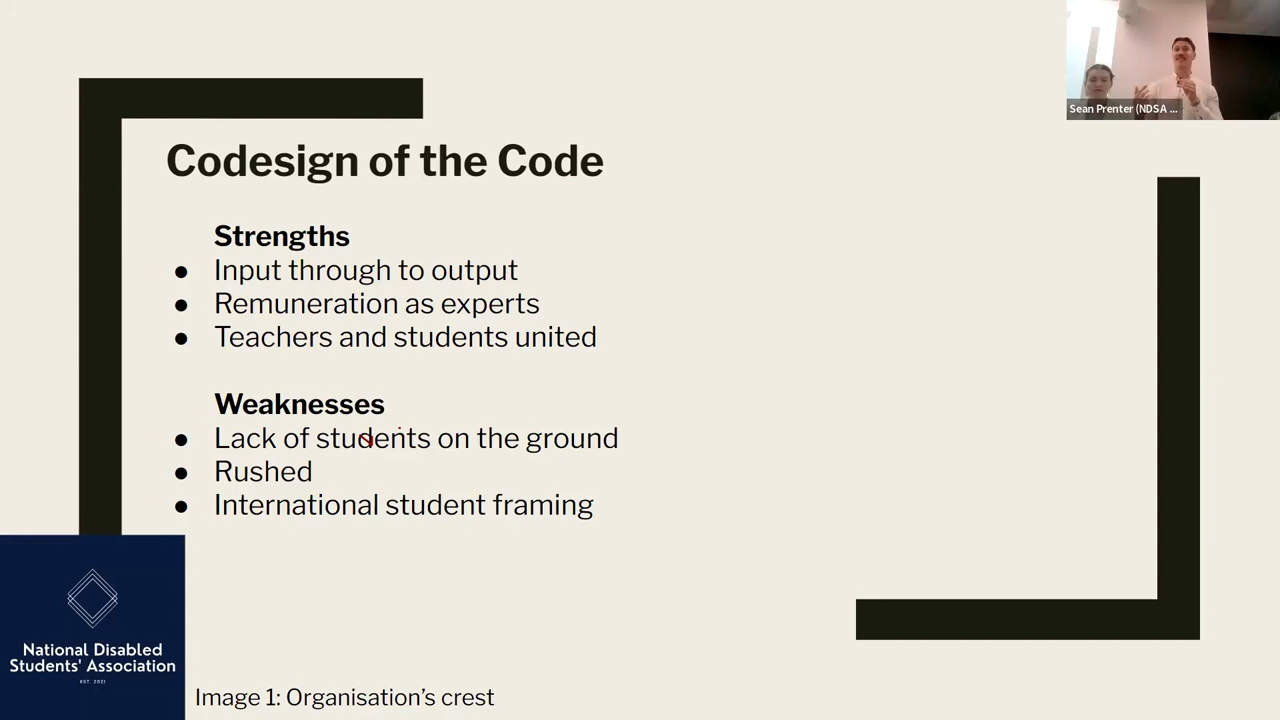 Sean Prenter (NDSA ...
Codesign of the Code
Strengths
● Input through to output
● Remuneration as experts
● Teachers and students united
Weaknesses
● Lack of students on the ground
● Rushed
● International student framing
National Disabled
Students' Association
EST. 2021
Image 1: Organisation’s crest